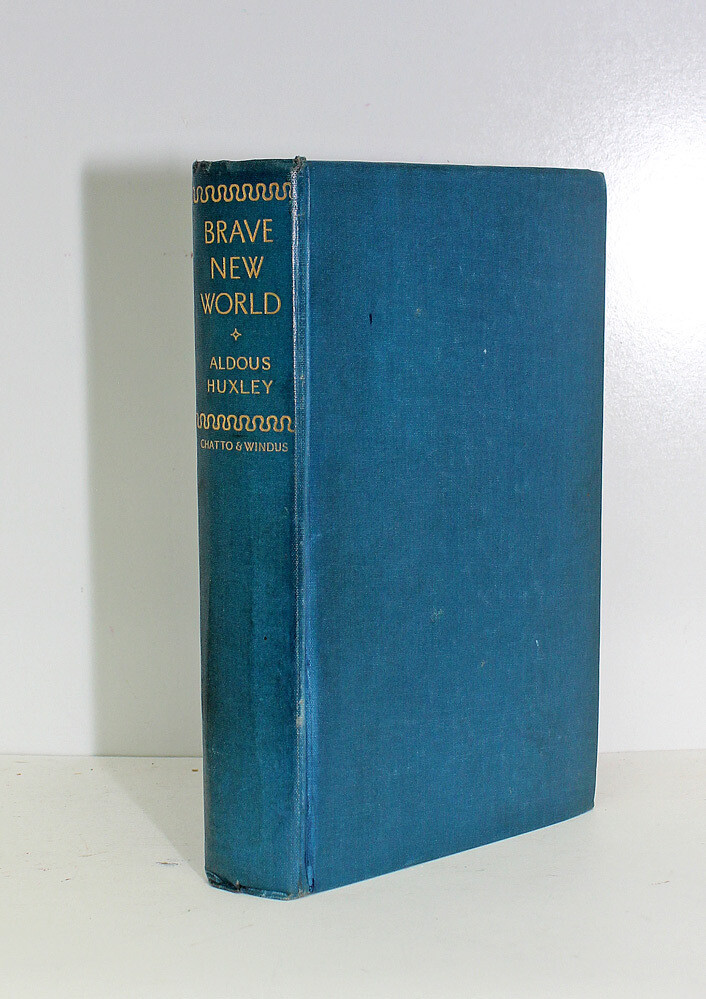 BRAVE
NEW
WORLD
ALDOUS
HUXLEY
CHATTO & WINDUS